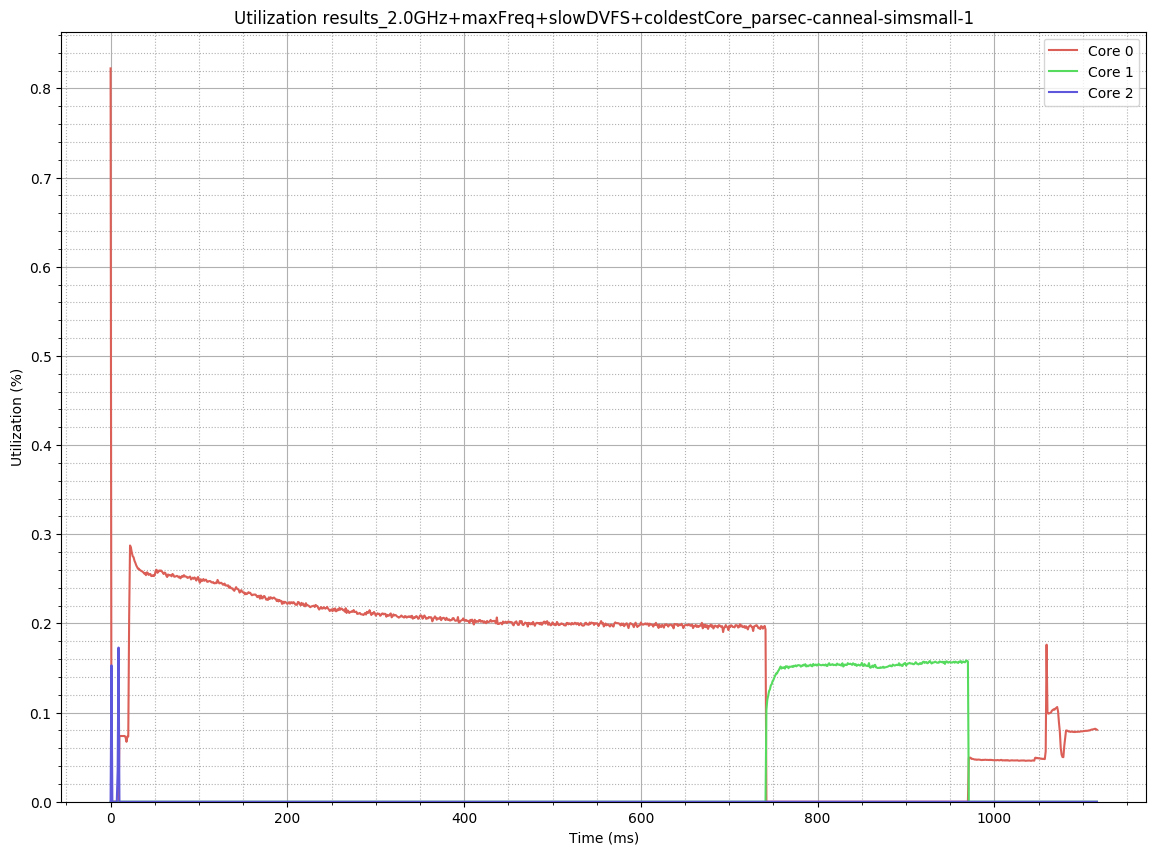 Utilization results_2.0GHz+maxFreq+slowDVFS+coldestCore_parsec-canneal-simsmall-1
Core 0
Core 1
Core 2
Utilization (%)
0.8
0.7
0.6
0.5
0.4
0.3
0.2
0.1
0.0
0
200
400
600
800
1000
Time (ms)